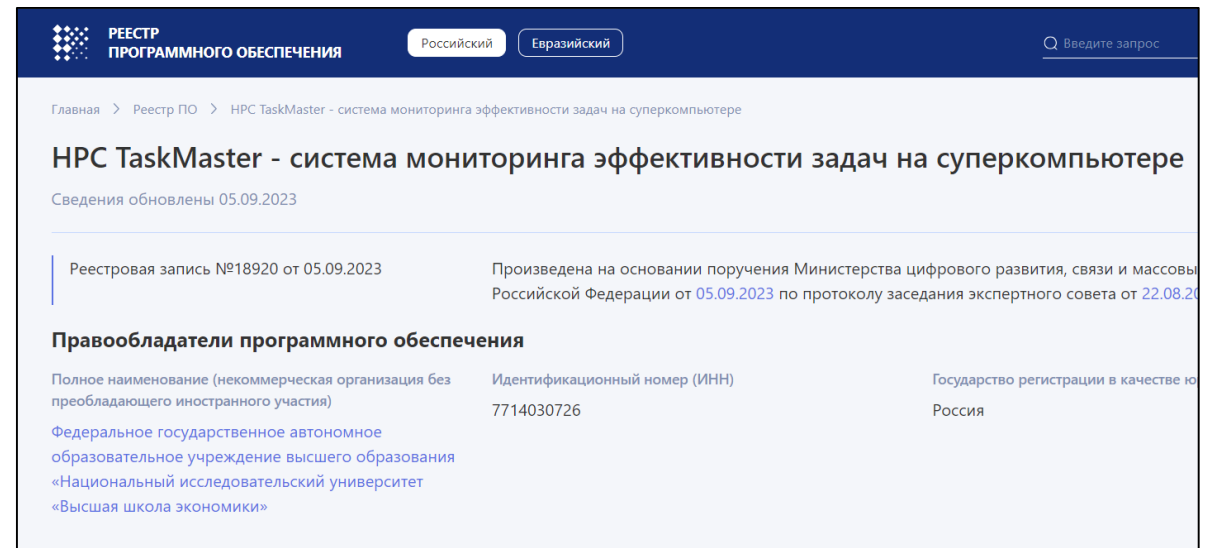 РЕЕСТР
ПРОГРАММНОГО ОБЕСПЕЧЕНИЯ
Российский
Евразийский
Введите запрос
Главная > Реестр ПО > HPC TaskMaster - система мониторинга эффективности задач на суперкомпьютере
HPC TaskMaster - система мониторинга эффективности задач на суперкомпьютере
Сведения обновлены 05.09.2023
Реестровая запись №18920 от 05.09.2023
Произведена на основании поручения Министерства цифрового развития, связи и массовы
Российской Федерации от 05.09.2023 по протоколу заседания экспертного совета от 22.08.20
Правообладатели программного обеспечения
Полное наименование (некоммерческая организация без
преобладающего иностранного участия)
Федеральное государственное автономное
образовательное учреждение высшего образования
«Национальный исследовательский университет
«Высшая школа экономики»
Идентификационный номер (ИНН)
7714030726
Государство регистрации в качестве ю
Россия